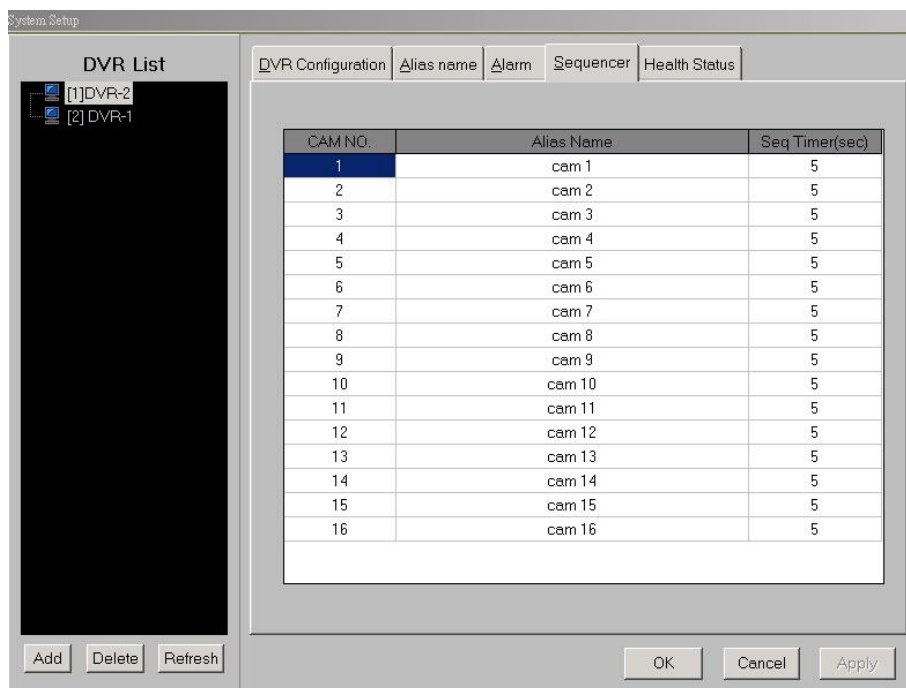 System Setup
DVR List
[1]DVR-2
[2] DVR-1
Add Delete Refresh
DVR Configuration Alias name Alarm Sequencer Health Status
CAM NO. Alias Name Seq Timer(sec)
1 cam 1 5
2 cam 2 5
3 cam 3 5
4 cam 4 5
5 cam 5 5
6 cam 6 5
7 cam 7 5
8 cam 8 5
9 cam 9 5
10 cam 10 5
11 cam 11 5
12 cam 12 5
13 cam 13 5
14 cam 14 5
15 cam 15 5
16 cam 16 5
OK Cancel Apply